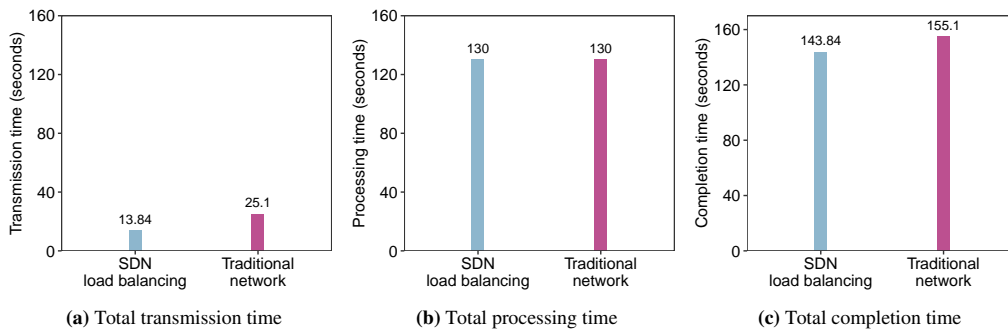 Transmission time (seconds)
160
120
80
40
0
13.84
25.1
SDN
load balancing
Traditional
network
(a) Total transmission time
Processing time (seconds)
160
120
80
40
0
130
130
SDN
load balancing
Traditional
network
(b) Total processing time
Completion time (seconds)
160
120
80
40
0
143.84
155.1
SDN
load balancing
Traditional
network
(c) Total completion time